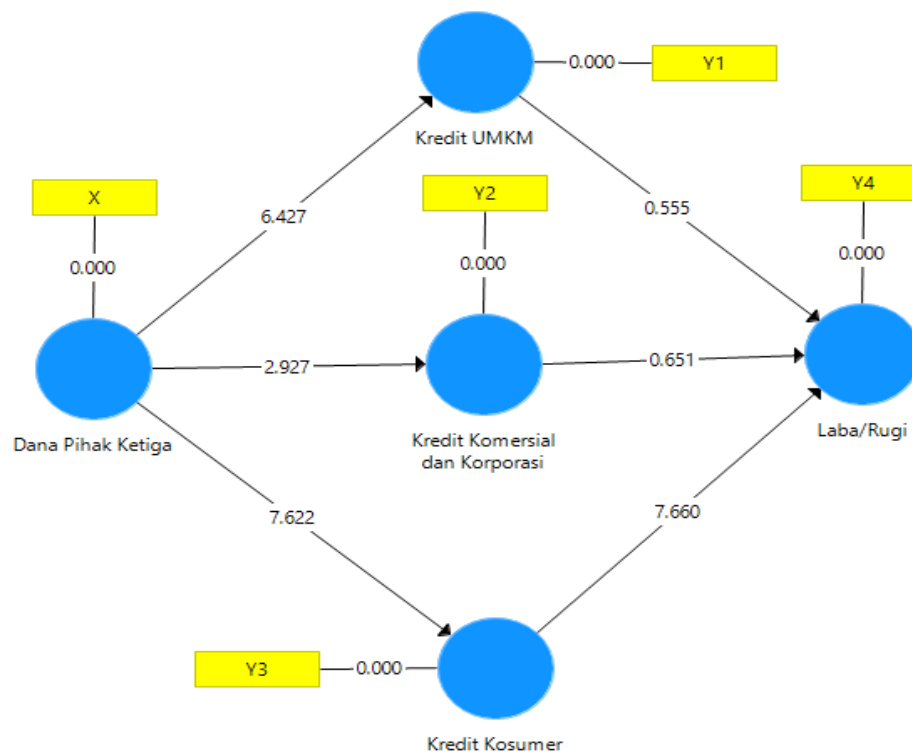 0.000
Y1
Kredit UMKM
X
Y2
Y4
6.427
0.555
0.000
0.000
0.000
2.927
0.651
Dana Pihak Ketiga
Kredit Komersial
dan Korporasi
Laba/Rugi
7.622
7.660
Y3
0.000
Kredit Kosumer